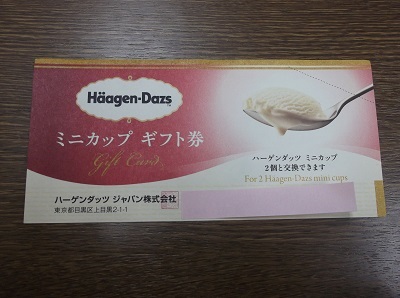 Häagen-Dazs
ミニカップ ギフト券
Gift Card
ハーゲンダッツ ミニカップ
2個と交換できます
For 2 Häagen-Dazs mini cups
ハーゲンダッツ ジャパン株式会社
東京都目黒区上目黒2-1-1